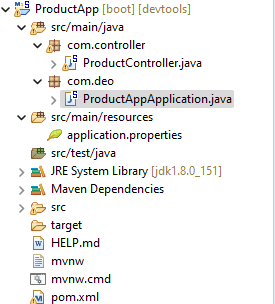 ProductApp [boot] [devtools]
src/main/java
com.controller
ProductController.java
com.deo
ProductAppApplication.java
src/main/resources
application.properties
src/test/java
JRE System Library [jdk1.8.0_151]
Maven Dependencies
src
target
HELP.md
mvnw
mvnw.cmd
pom.xml